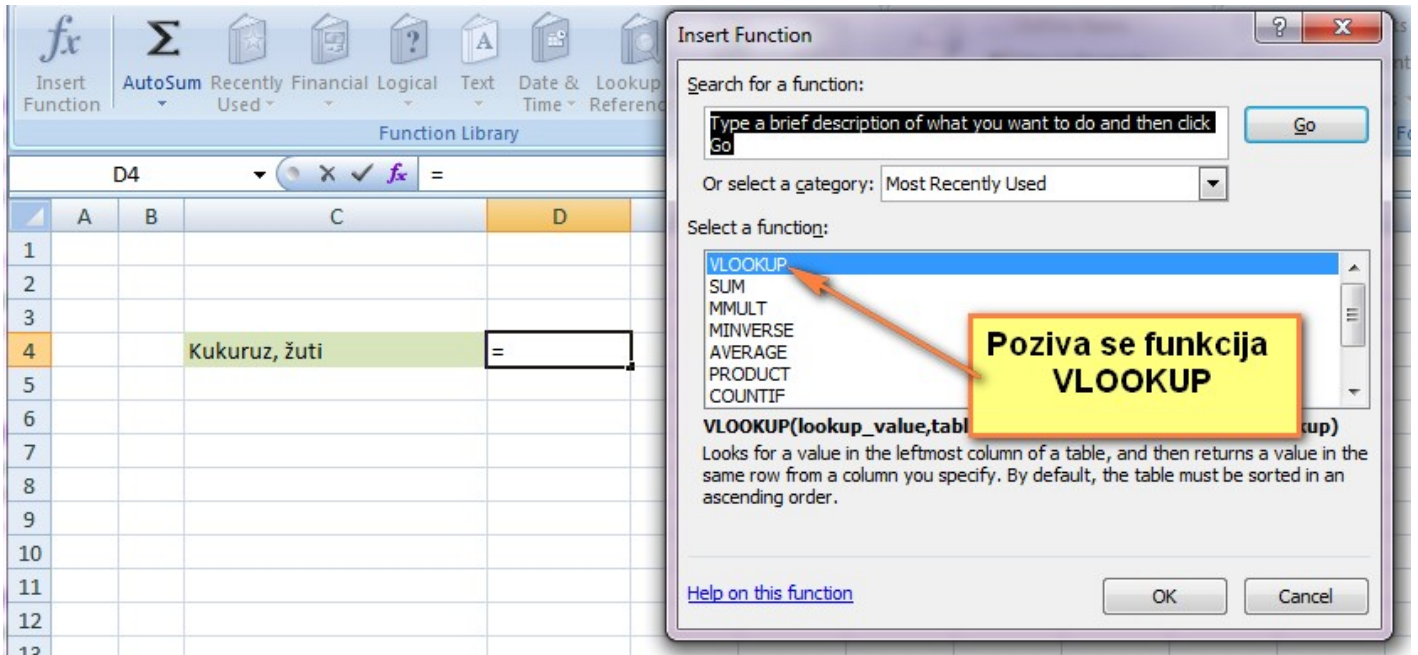 Insert Function
AutoSum
Recently Used
Financial
Logical
Text
Date & Time
Lookup
Function Library
D4
fx =
A B C D
1
2
3
4 Kukuruz, žuti =
5
6
7
8
9
10
11
12
13
Insert Function
Search for a function:
Type a brief description of what you want to do and then click
Go
Go
Or select a category: Most Recently Used
Select a function:
VLOOKUP
SUM
MMULT
MINVERSE
AVERAGE
PRODUCT
COUNTIF
Poziva se funkcija
VLOOKUP
VLOOKUP(lookup_value,
Looks for a value in the leftmost column of a table, and then returns a value in the
same row from a column you specify. By default, the table must be sorted in an
ascending order.
Help on this function
OK
Cancel